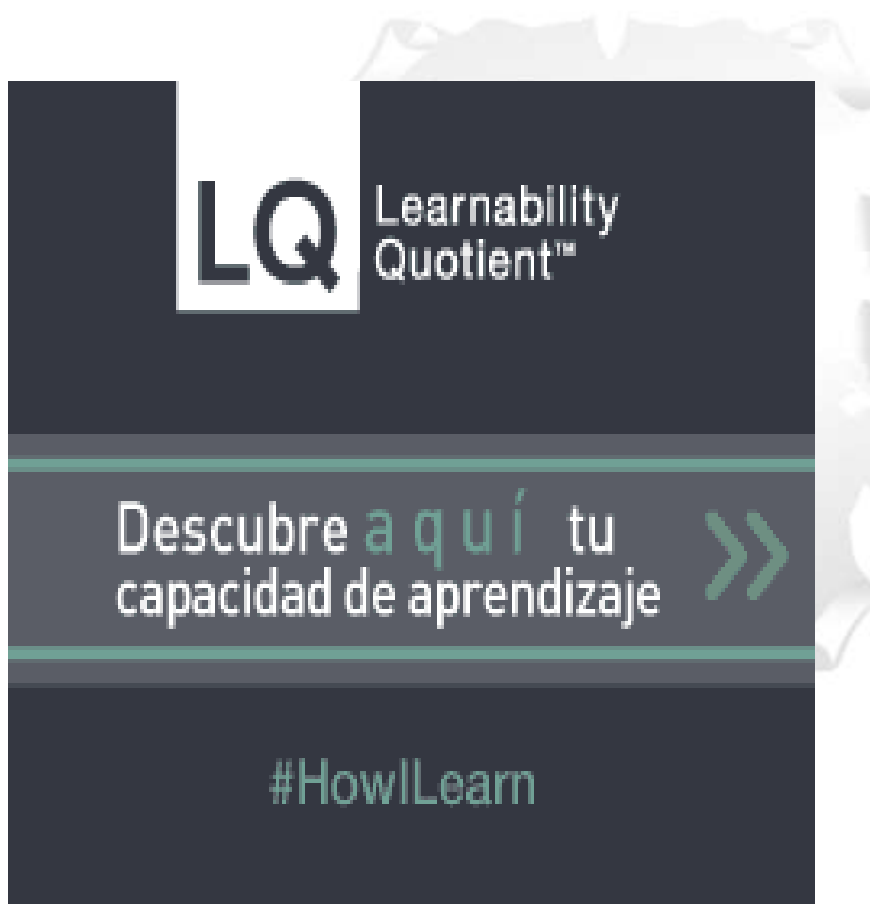 LQ
Learnability
Quotient™
Descubre aquí tu
capacidad de aprendizaje
#HowILearn